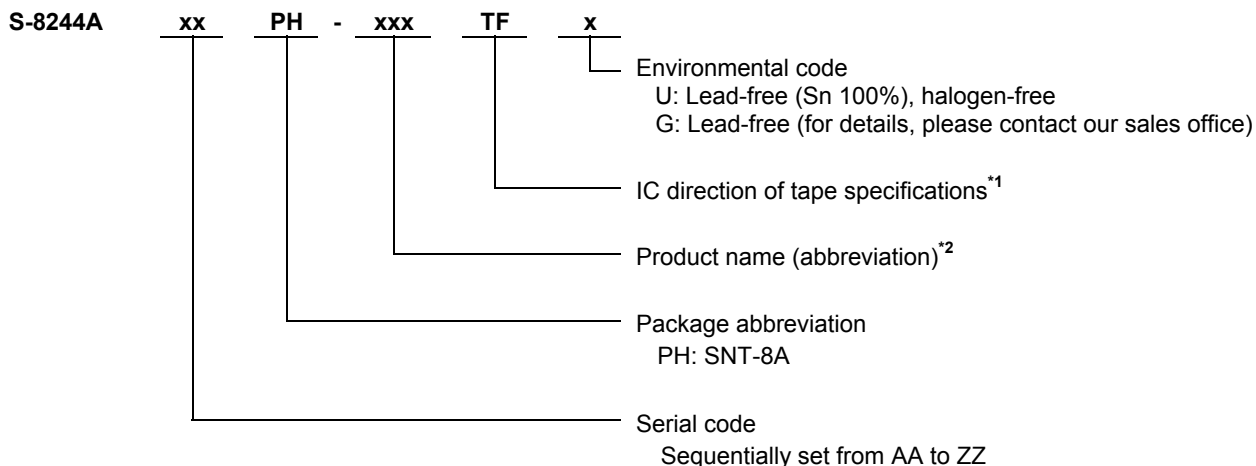 S-8244A xx PH - xxx TF x
Environmental code
U: Lead-free (Sn 100%), halogen-free
G: Lead-free (for details, please contact our sales office)
IC direction of tape specifications*1
Product name (abbreviation)*2
Package abbreviation
PH: SNT-8A
Serial code
Sequentially set from AA to ZZ